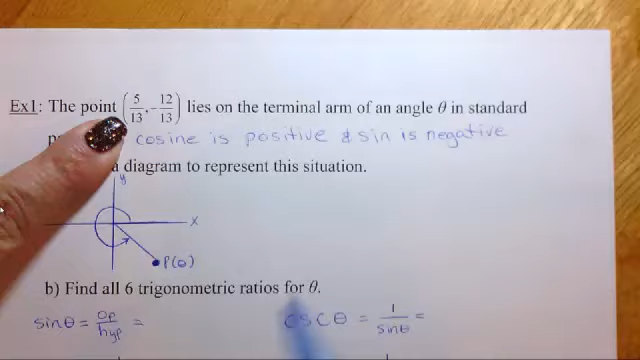 Ex1: The point (5/13, -12/13) lies on the terminal arm of an angle θ in standard
cosine is positive & sin is negative
diagram to represent this situation.
y
x
P(θ)
b) Find all 6 trigonometric ratios for θ.
sinθ = op/hyp =
cscθ = 1/sinθ =